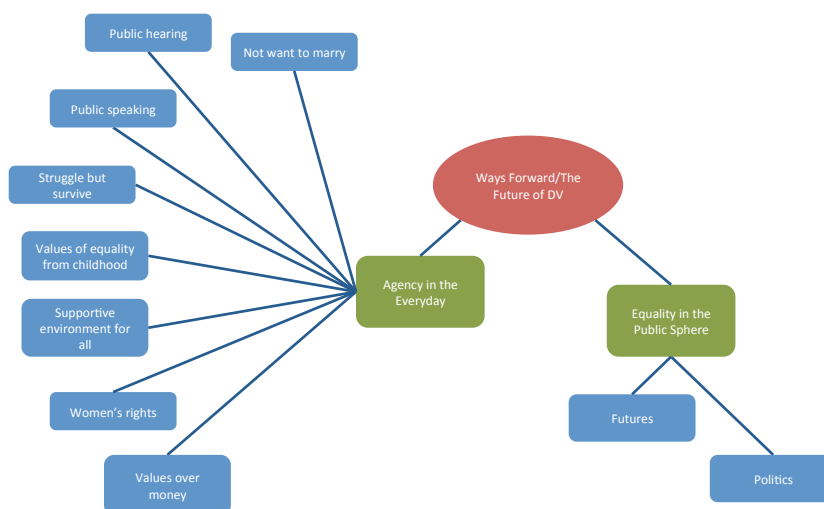 Public hearing
Not want to marry
Public speaking
Ways Forward/The
Future of DV
Struggle but
survive
Values of equality
from childhood
Agency in the
Everyday
Supportive
environment for
all
Equality in the
Public Sphere
Women’s rights
Futures
Values over
money
Politics